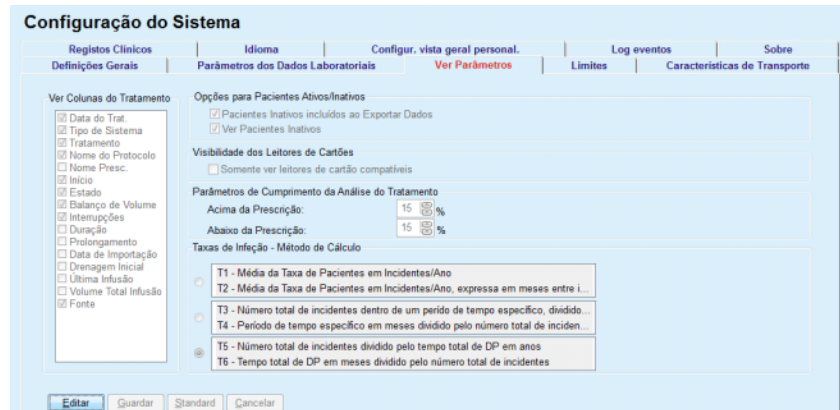 Configuração do Sistema
Registos Clínicos Idioma Configur. vista geral personal. Log eventos Sobre
Definições Gerais Parâmetros dos Dados Laboratoriais Ver Parâmetros Limites Características de Transporte
Ver Colunas do Tratamento
Data do Trat.
Tipo de Sistema
Tratamento
Nome do Protocolo
Nome Presc.
Início
Estado
Balanço de Volume
Interrupções
Duração
Prolongamento
Data de Importação
Drenagem Inicial
Última Infusão
Volume Total Infusão
Fonte
Opções para Pacientes Ativos/Inativos
Pacientes Inativos incluídos ao Exportar Dados
Ver Pacientes Inativos
Visibilidade dos Leitores de Cartões
Somente ver leitores de cartão compatíveis
Parâmetros de Cumprimento da Análise do Tratamento
Acima da Prescrição: 15 %
Abaixo da Prescrição: 15 %
Taxas de Infeção - Método de Cálculo
T1 - Média da Taxa de Pacientes em Incidentes/Ano
T2 - Média da Taxa de Pacientes em Incidentes/Ano, expressa em meses entre i...
T3 - Número total de incidentes dentro de um perído de tempo específico, dividido...
T4 - Período de tempo específico em meses dividido pelo número total de inciden...
T5 - Número total de incidentes dividido pelo tempo total de DP em anos
T6 - Tempo total de DP em meses dividido pelo número total de incidentes
Editar Guardar Standard Cancelar